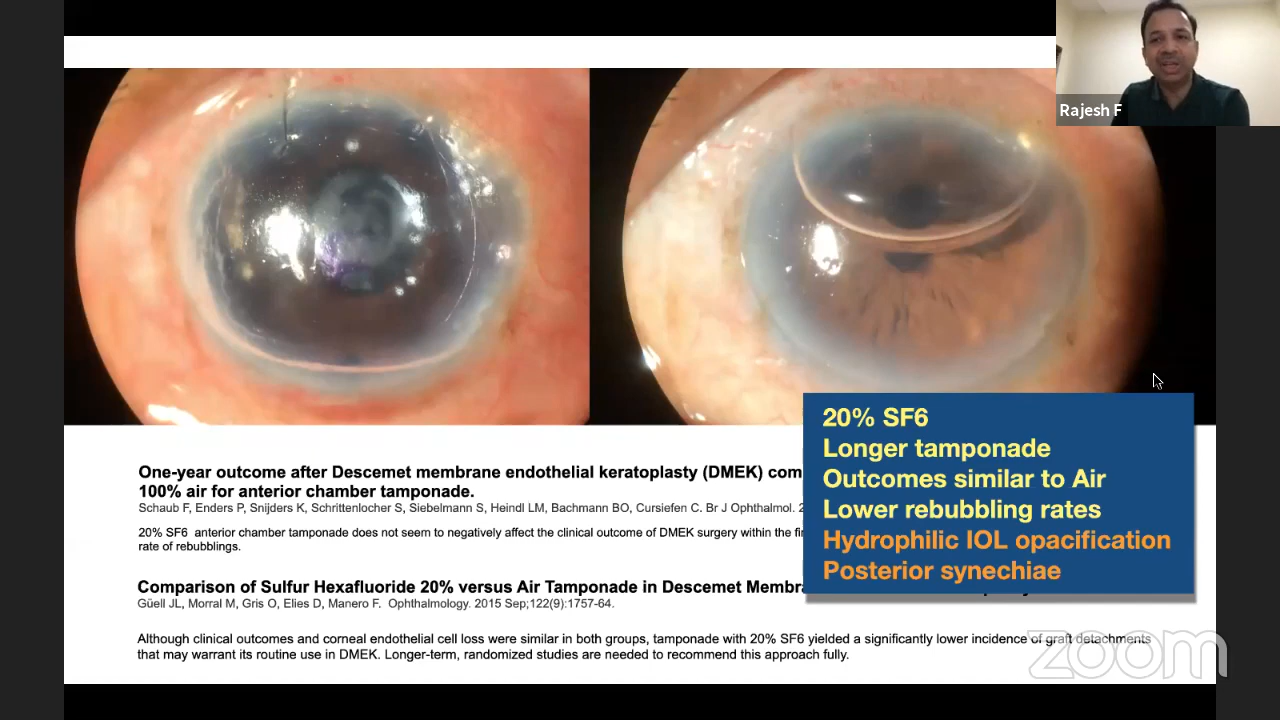 Rajesh F
One-year outcome after Descemet membrane endothelial keratoplasty (DMEK) com
100% air for anterior chamber tamponade.
Schaub F, Enders P, Snijders K, Schrittenlocher S, Siebelmann S, Heindl LM, Bachmann BO, Cursiefen C. Br J Ophthalmol. 2
20% SF6 anterior chamber tamponade does not seem to negatively affect the clinical outcome of DMEK surgery within the
rate of rebubblings.
Comparison of Sulfur Hexafluoride 20% versus Air Tamponade in Descemet
Güell JL, Morral M, Gris O, Elies D, Manero F. Ophthalmology. 2015 Sep;122(9):1757-64.
Although clinical outcomes and corneal endothelial cell loss were similar in both groups, tamponade with 20% SF6 yielded a significantly lower incidence of graft detachments
that may warrant its routine use in DMEK. Longer-term, randomized studies are needed to recommend this approach fully.
20% SF6
Longer tamponade
Outcomes similar to Air
Lower rebubbling rates
Hydrophilic IOL opacification
Posterior synechiae
zoom